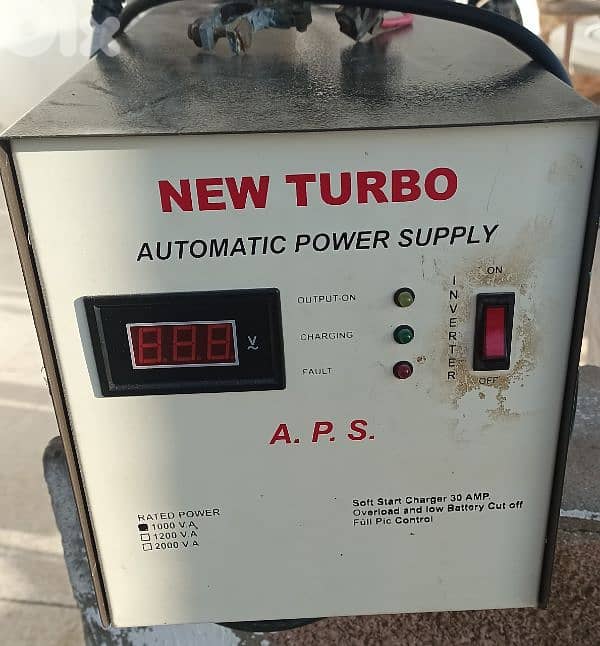 OLX
NEW TURBO
AUTOMATIC POWER SUPPLY
ON
OUTPUT-ON
CHARGING
FAULT
INVERTER
OFF
V
A. P. S.
RATED POWER
1000 V.A
1200 V.A
2000 V.A
Soft Start Charger 30 AMP.
Overload and low Battery Cut off
Full Pic Control